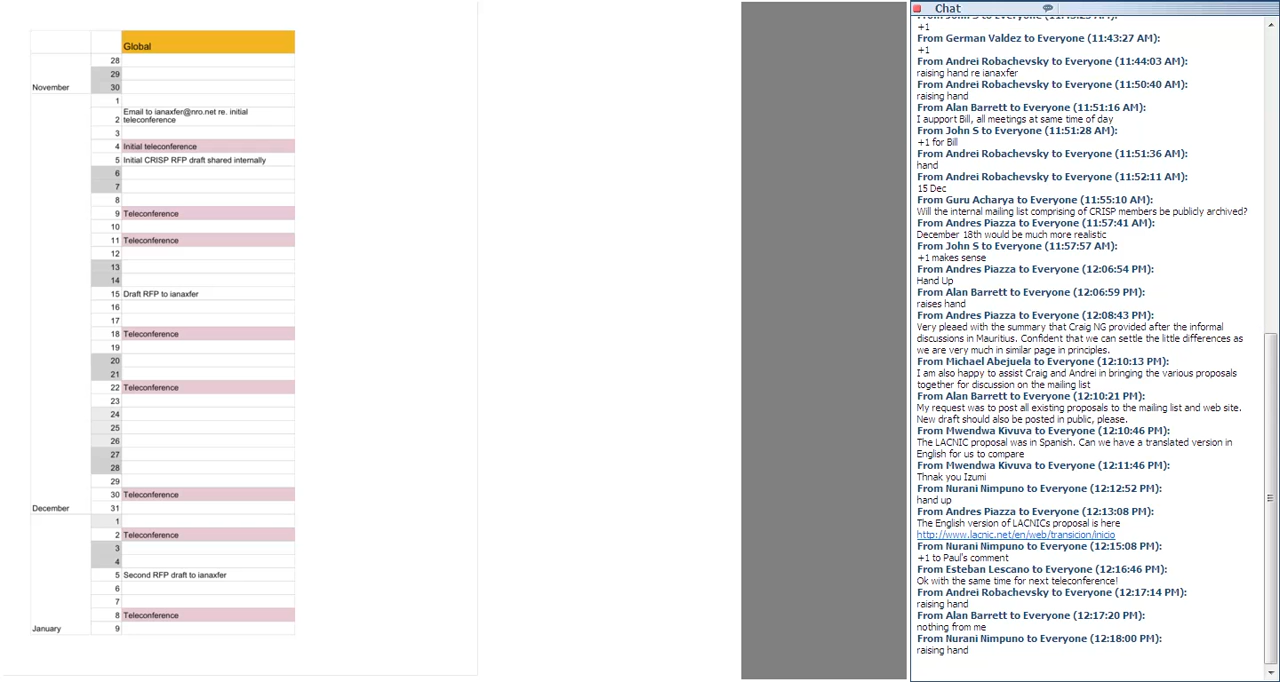 Global
28
29
November 30
1
2 Email to ianaxfer@nro.net re. initial
teleconference
3
4 Initial teleconference
5 Initial CRISP RFP draft shared internally
6
7
8
9 Teleconference
10
11 Teleconference
12
13
14
15 Draft RFP to ianaxfer
16
17
18 Teleconference
19
20
21
22 Teleconference
23
24
25
26
27
28
29
30 Teleconference
December 31
1
2 Teleconference
3
4
5 Second RFP draft to ianaxfer
6
7
8 Teleconference
January 9
Chat
From John S to Everyone (11:43:25 AM):
+1
From German Valdez to Everyone (11:43:27 AM):
+1
From Andrei Robachevsky to Everyone (11:44:03 AM):
raising hand re ianaxfer
From Andrei Robachevsky to Everyone (11:50:40 AM):
raising hand
From Alan Barrett to Everyone (11:51:16 AM):
I aupport Bill, all meetings at same time of day
From John S to Everyone (11:51:28 AM):
+1 for Bill
From Andrei Robachevsky to Everyone (11:51:36 AM):
hand
From Andrei Robachevsky to Everyone (11:52:11 AM):
15 Dec
From Guru Acharya to Everyone (11:55:10 AM):
Will the internal mailing list comprising of CRISP members be publicly archived?
From Andres Piazza to Everyone (11:57:41 AM):
December 18th would be much more realistic
From John S to Everyone (11:57:57 AM):
+1 makes sense
From Andres Piazza to Everyone (12:06:54 PM):
Hand Up
From Alan Barrett to Everyone (12:06:59 PM):
raises hand
From Andres Piazza to Everyone (12:08:43 PM):
Very pleaed with the summary that Craig NG provided after the informal
discussions in Mauritius. Confident that we can settle the little differences as
we are very much in similar page in principles.
From Michael Abejuela to Everyone (12:10:13 PM):
I am also happy to assist Craig and Andrei in bringing the various proposals
together for discussion on the mailing list
From Alan Barrett to Everyone (12:10:21 PM):
My request was to post all existing proposals to the mailing list and web site.
New draft should also be posted in public, please.
From Mwendwa Kivuva to Everyone (12:10:46 PM):
The LACNIC proposal was in Spanish. Can we have a translated version in
English for us to compare
From Mwendwa Kivuva to Everyone (12:11:46 PM):
Thnak you Izumi
From Nurani Nimpuno to Everyone (12:12:52 PM):
hand up
From Andres Piazza to Everyone (12:13:08 PM):
The English version of LACNICs proposal is here
http://www.lacnic.net/en/web/transicion/inicio
From Nurani Nimpuno to Everyone (12:15:08 PM):
+1 to Paul's comment
From Esteban Lescano to Everyone (12:16:46 PM):
Ok with the same time for next teleconference!
From Andrei Robachevsky to Everyone (12:17:14 PM):
raising hand
From Alan Barrett to Everyone (12:17:20 PM):
nothing from me
From Nurani Nimpuno to Everyone (12:18:00 PM):
raising hand